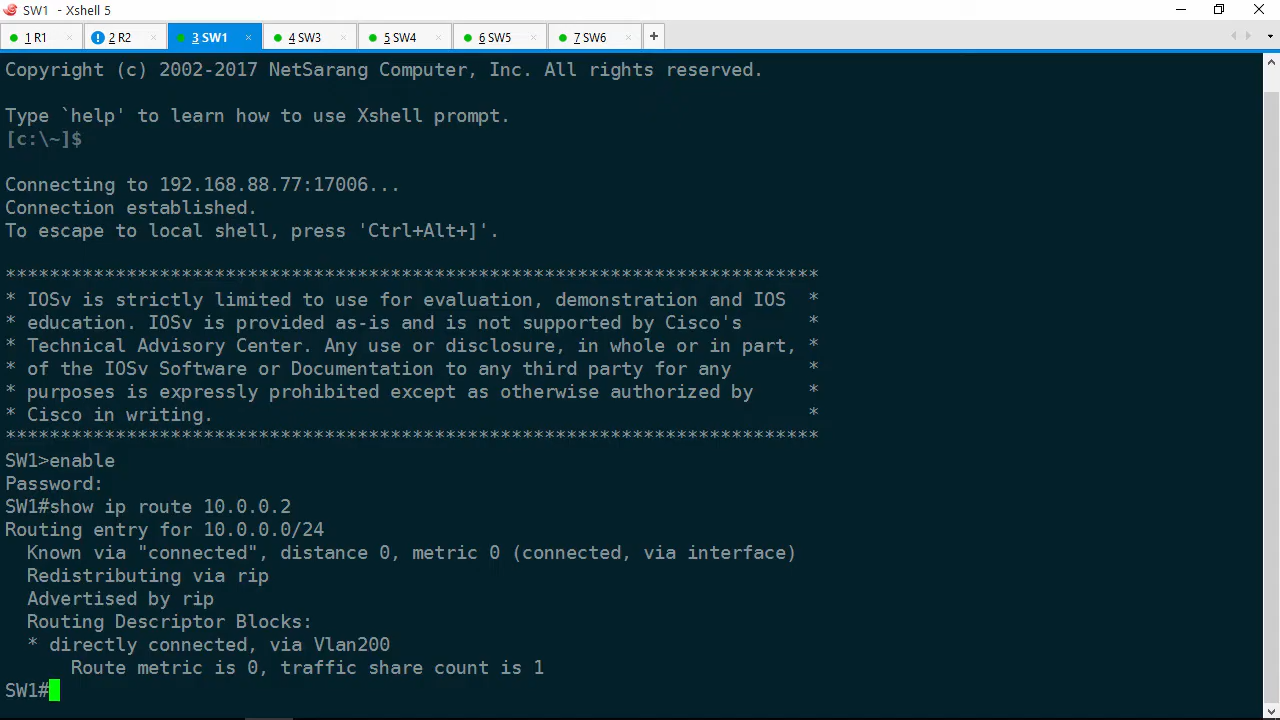 SW1 - Xshell 5
1 R1
2 R2
3 SW1
4 SW3
5 SW4
6 SW5
7 SW6
Copyright (c) 2002-2017 NetSarang Computer, Inc. All rights reserved.
Type `help' to learn how to use Xshell prompt.
[c:\~]$
Connecting to 192.168.88.77:17006...
Connection established.
To escape to local shell, press 'Ctrl+Alt+]'.
**************************************************************************
* IOSv is strictly limited to use for evaluation, demonstration and IOS  *
* education. IOSv is provided as-is and is not supported by Cisco's      *
* Technical Advisory Center. Any use or disclosure, in whole or in part, *
* of the IOSv Software or Documentation to any third party for any       *
* purposes is expressly prohibited except as otherwise authorized by     *
* Cisco in writing.                                                      *
**************************************************************************
SW1>enable
Password:
SW1#show ip route 10.0.0.2
Routing entry for 10.0.0.0/24
  Known via "connected", distance 0, metric 0 (connected, via interface)
  Redistributing via rip
  Advertised by rip
  Routing Descriptor Blocks:
  * directly connected, via Vlan200
      Route metric is 0, traffic share count is 1
SW1#